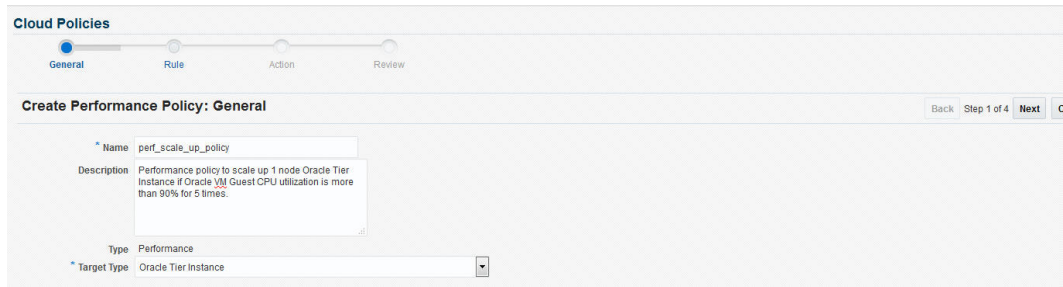 Cloud Policies
General Rule Action Review
Create Performance Policy: General
Back Step 1 of 4 Next
* Name perf_scale_up_policy
Description Performance policy to scale up 1 node Oracle Tier
Instance if Oracle VM Guest CPU utilization is more
than 90% for 5 times.
Type Performance
* Target Type Oracle Tier Instance